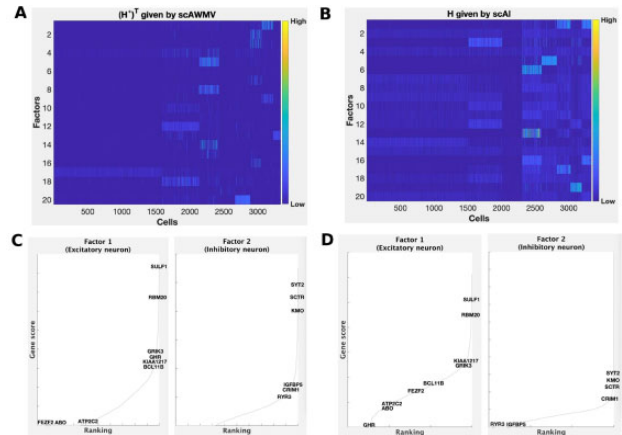 A
(H*)ᵀ given by scAWMV
High
2
4
6
8
10
12
14
16
18
20
Factors
Low
500 1000 1500 2000 2500 3000
Cells
B
H given by scAI
High
2
4
6
8
10
12
14
16
18
20
Factors
Low
500 1000 1500 2000 2500 3000
Cells
C
Factor 1
(Excitatory neuron)
SULF1
RBM20
GRIK3
GHR
KIAA1217
BCL11B
FEZF2 ABO ATP2C2
Gene score
Ranking
Factor 2
(Inhibitory neuron)
SYT2
SCTR
KMO
IGFBP5
CRIM1
RYR3
Ranking
D
Factor 1
(Excitatory neuron)
SULF1
RBM20
KIAA1217
GRIK3
BCL11B
FEZF2
ATP2C2
ABO
GHR
Gene score
Ranking
Factor 2
(Inhibitory neuron)
SYT2
KMO
SCTR
CRIM1
RYR3 IGFBP5
Ranking